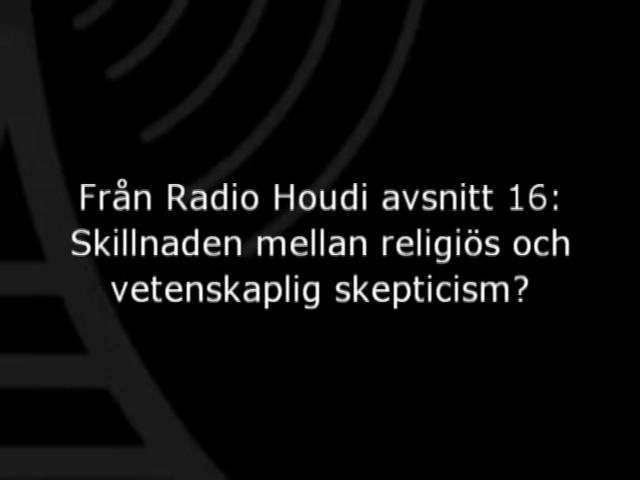 Från Radio Houdi avsnitt 16:
Skillnaden mellan religiös och
vetenskaplig skepticism?